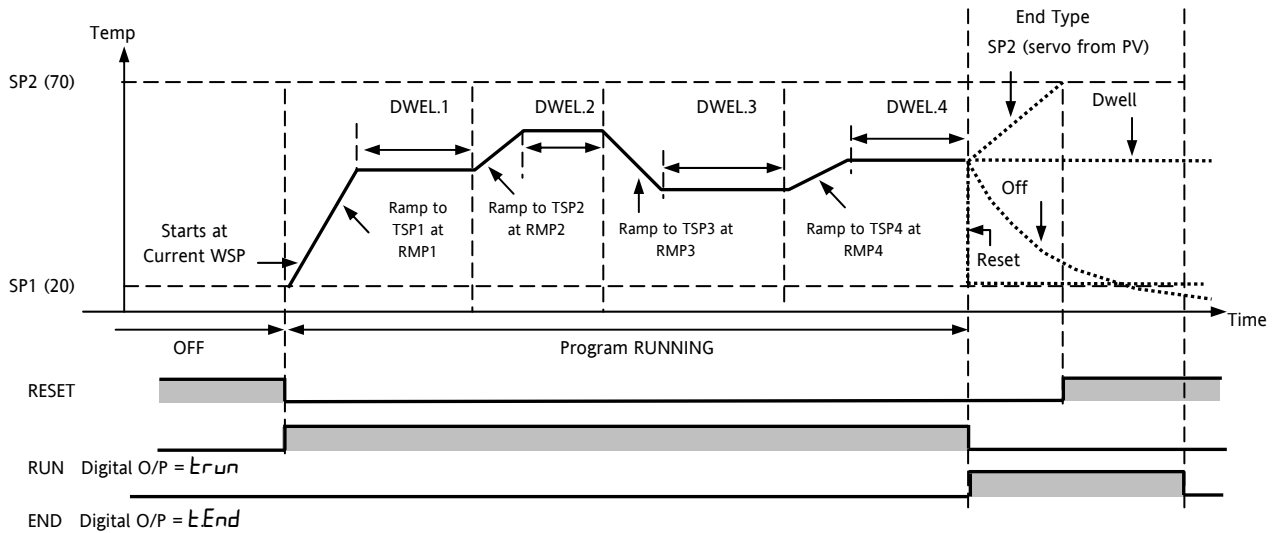 End Type
Temp
SP2 (servo from PV)
SP2 (70)
DWEL.1
DWEL.2
DWEL.3
DWEL.4
Dwell
Off
Starts at
Current WSP
Ramp to
TSP1 at
RMP1
Ramp to TSP2
at RMP2
Ramp to TSP3 at
RMP3
Ramp to TSP4 at
RMP4
Reset
SP1 (20)
Time
OFF
Program RUNNING
RESET
RUN Digital O/P = t.run
END Digital O/P = t.End